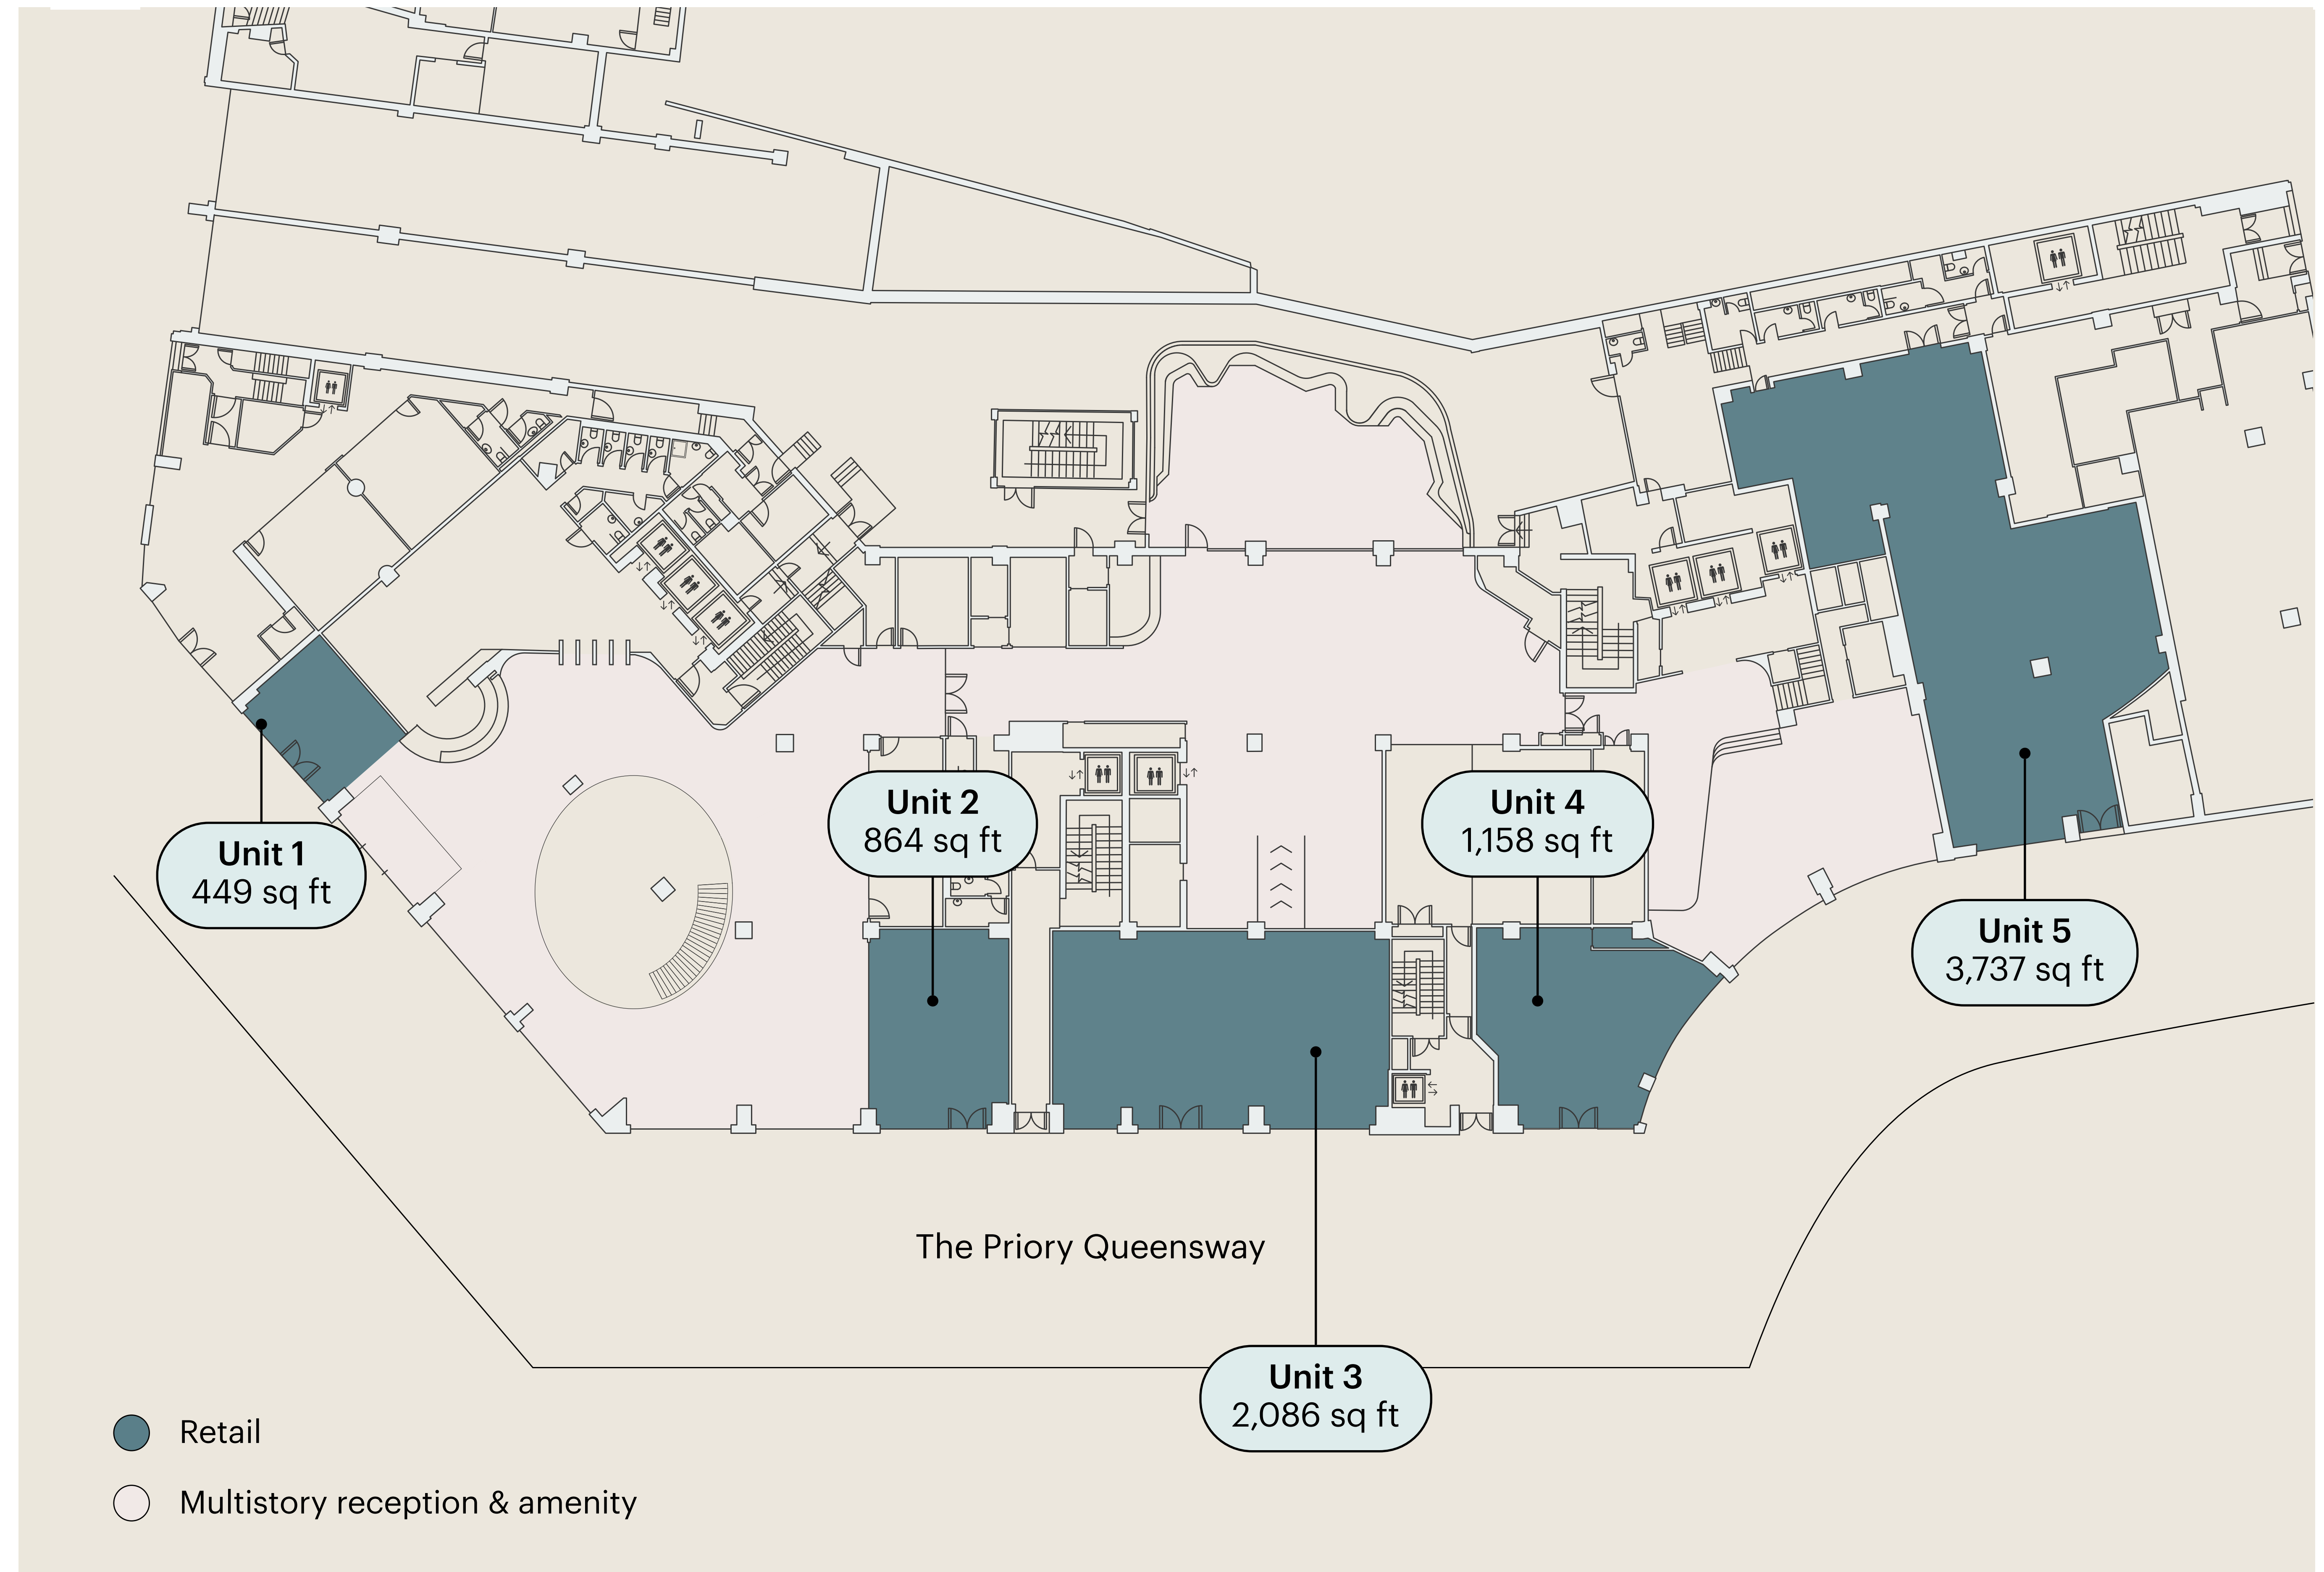 Unit 1
449 sq ft
Unit 2
864 sq ft
Unit 4
1,158 sq ft
Unit 5
3,737 sq ft
The Priory Queensway
Unit 3
2,086 sq ft
Retail
Multistory reception & amenity